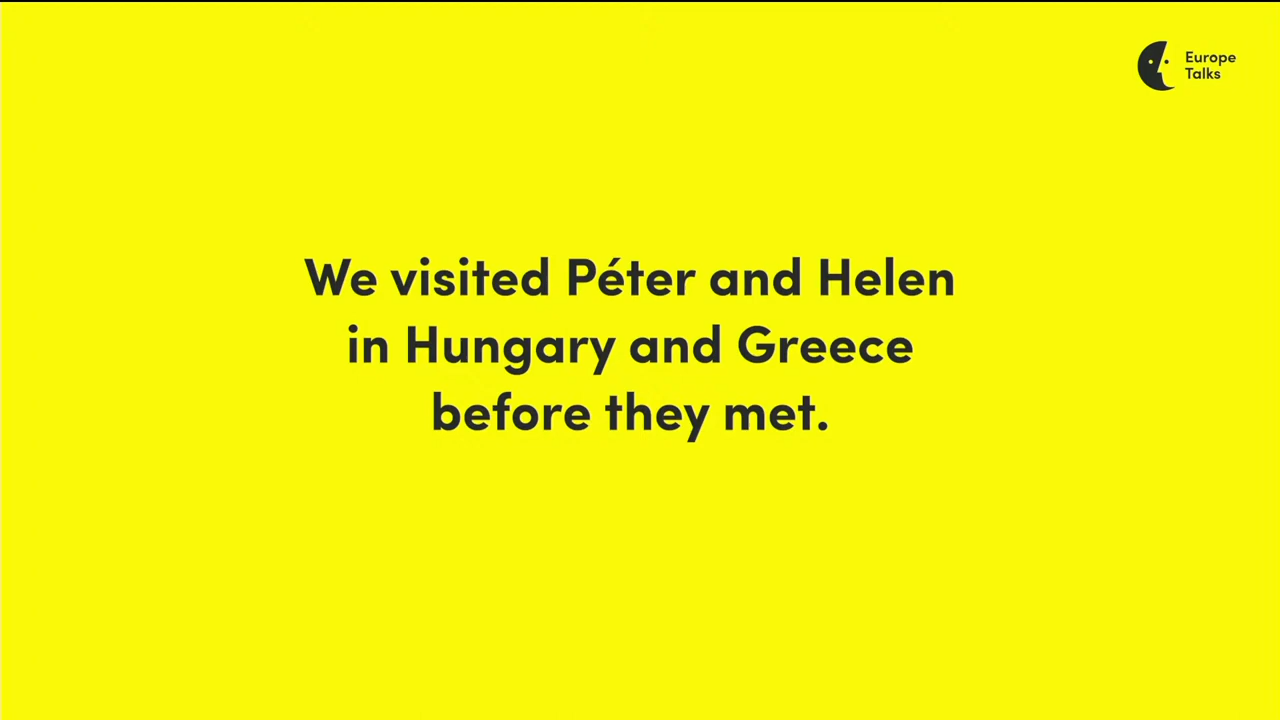 Europe
Talks
We visited Péter and Helen
in Hungary and Greece
before they met.